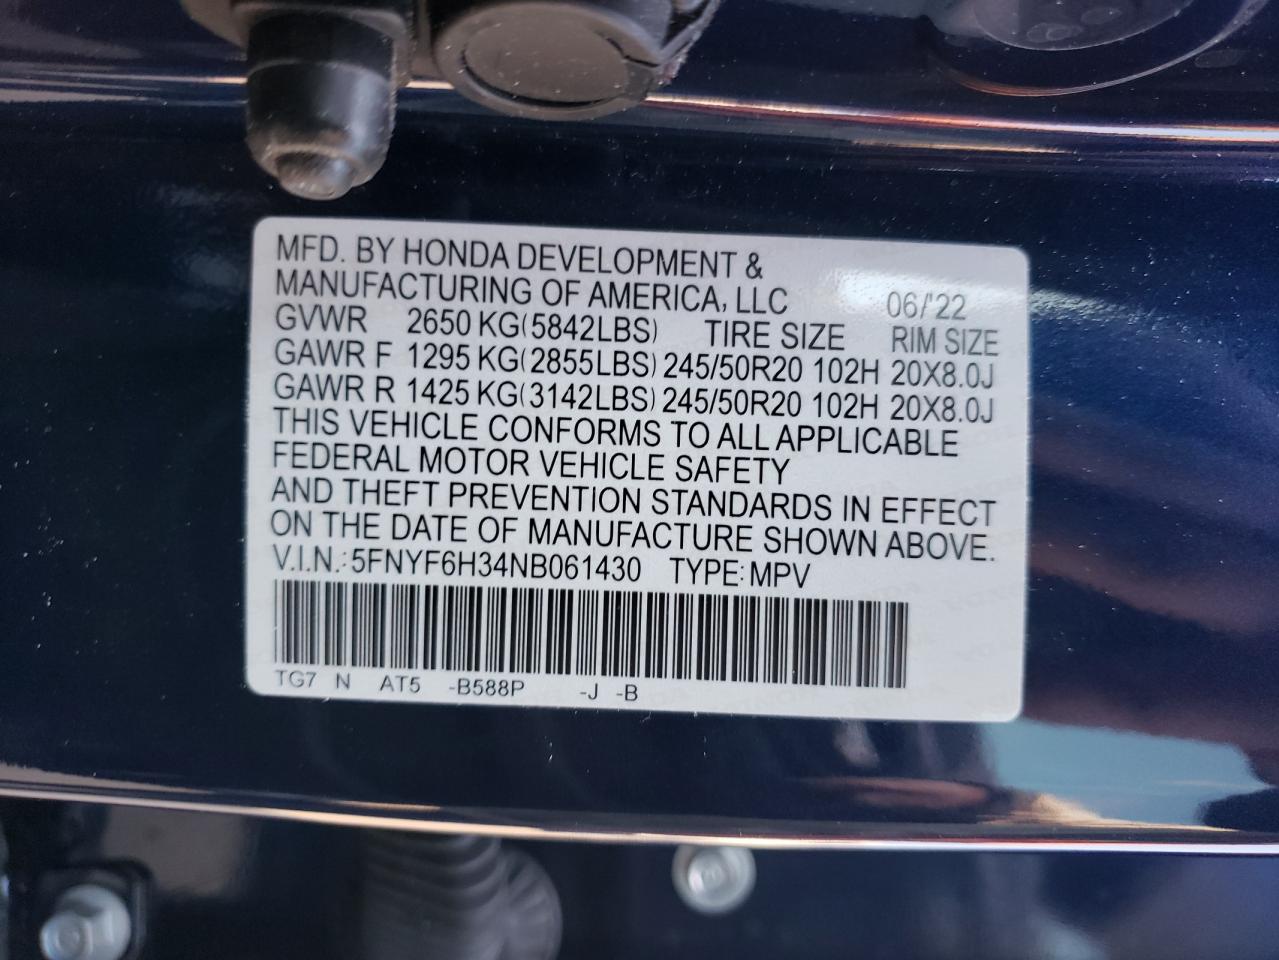 MFD. BY HONDA DEVELOPMENT &
MANUFACTURING OF AMERICA, LLC 06/'22
GVWR 2650 KG(5842LBS) TIRE SIZE RIM SIZE
GAWR F 1295 KG(2855LBS) 245/50R20 102H 20X8.0J
GAWR R 1425 KG(3142LBS) 245/50R20 102H 20X8.0J
THIS VEHICLE CONFORMS TO ALL APPLICABLE
FEDERAL MOTOR VEHICLE SAFETY
AND THEFT PREVENTION STANDARDS IN EFFECT
ON THE DATE OF MANUFACTURE SHOWN ABOVE.
V.I.N.: 5FNYF6H34NB061430 TYPE: MPV
TG7 N AT5 -B588P -J -B